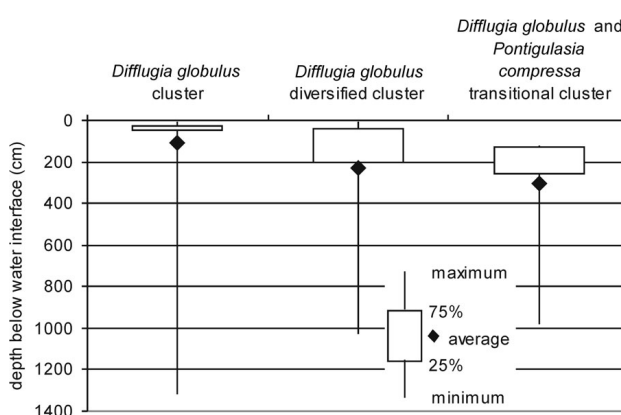 Difflugia globulus and
Pontigulasia
compressa
transitional cluster
Difflugia globulus
cluster
Difflugia globulus
diversified cluster
depth below water interface (cm)
0
200
400
600
800
1000
1200
1400
maximum
75%
average
25%
minimum